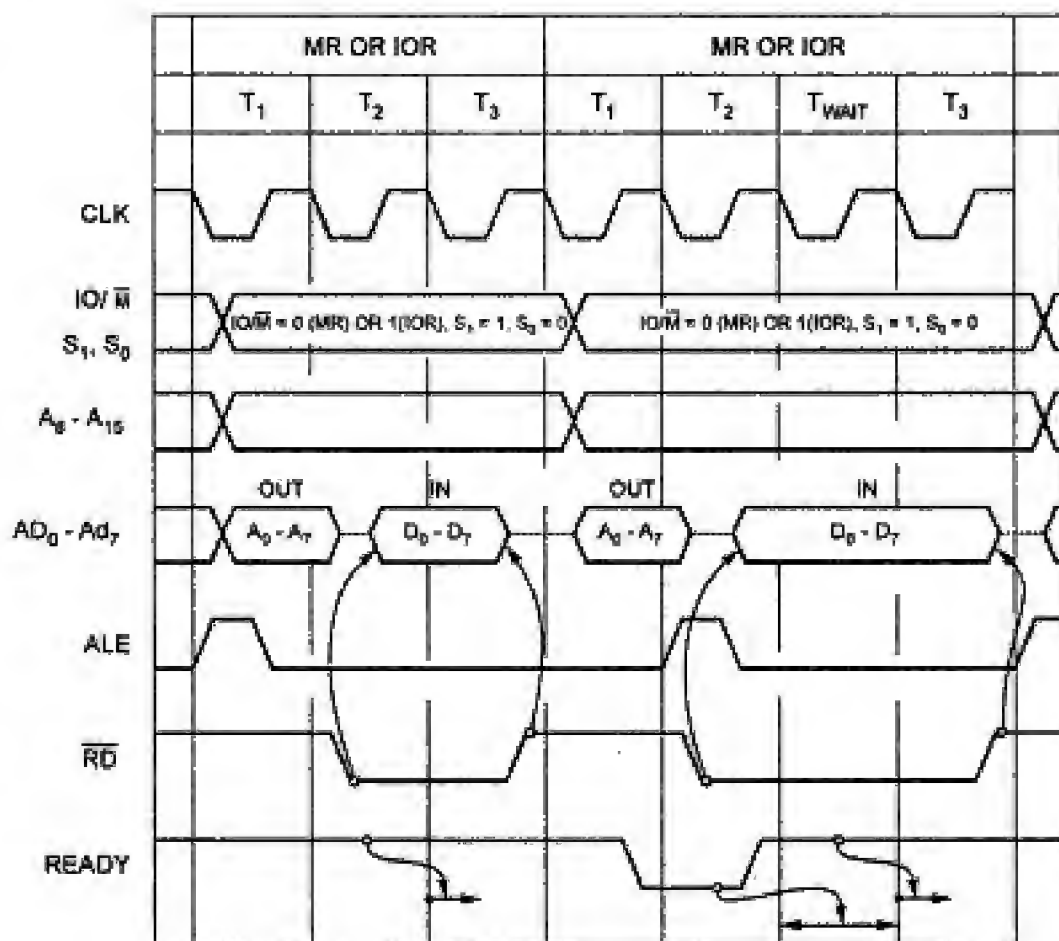 MR OR IOR MR OR IOR
T₁ T₂ T₃ T₁ T₂ T_WAIT T₃
CLK
IO/M̅
S₁, S₀
IO/M̅ = 0 (MR) OR 1(IOR), S₁ = 1, S₀ = 0 IO/M̅ = 0 (MR) OR 1(IOR), S₁ = 1, S₀ = 0
A₈ - A₁₅
OUT IN OUT IN
AD₀ - Ad₇ A₀ - A₇ D₀ - D₇ A₀ - A₇ D₀ - D₇
ALE
R̅D̅
READY